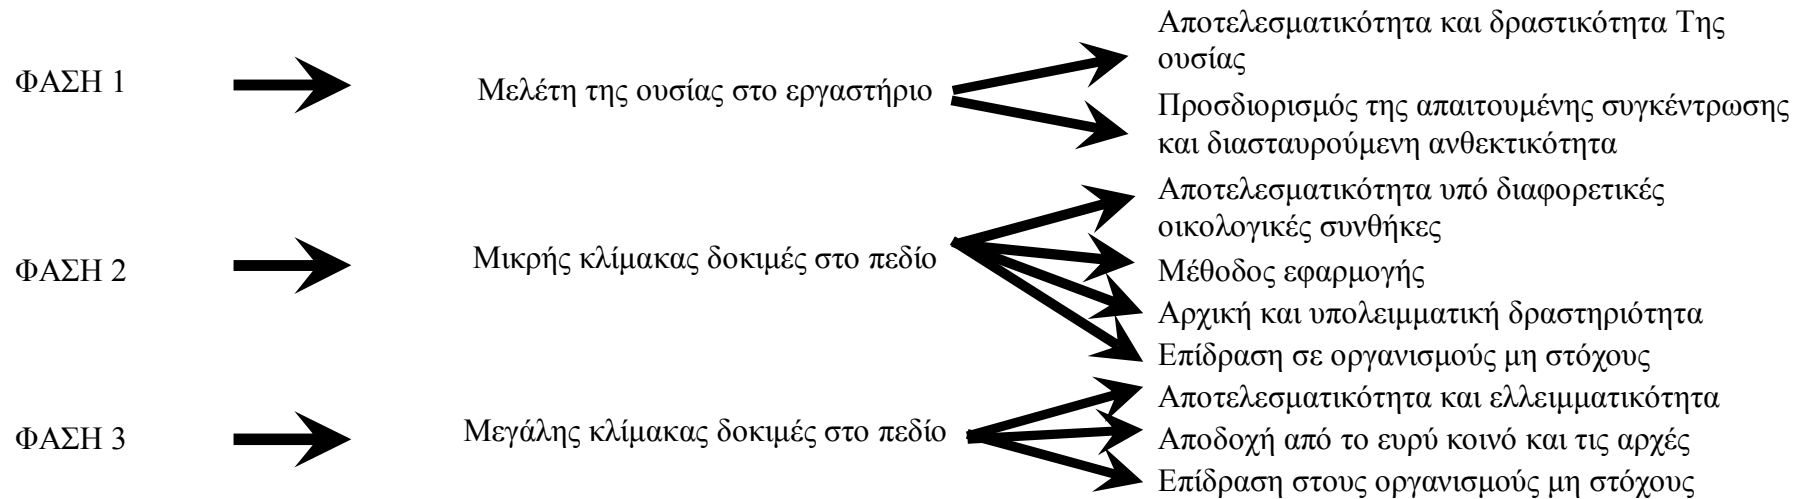 ΦΑΣΗ 1
Μελέτη της ουσίας στο εργαστήριο
Αποτελεσματικότητα και δραστικότητα Της
ουσίας
Προσδιορισμός της απαιτουμένης συγκέντρωσης
και διασταυρούμενη ανθεκτικότητα
ΦΑΣΗ 2
Μικρής κλίμακας δοκιμές στο πεδίο
Αποτελεσματικότητα υπό διαφορετικές
οικολογικές συνθήκες
Μέθοδος εφαρμογής
Αρχική και υπολειμματική δραστηριότητα
Επίδραση σε οργανισμούς μη στόχους
ΦΑΣΗ 3
Μεγάλης κλίμακας δοκιμές στο πεδίο
Αποτελεσματικότητα και ελλειμματικότητα
Αποδοχή από το ευρύ κοινό και τις αρχές
Επίδραση στους οργανισμούς μη στόχους